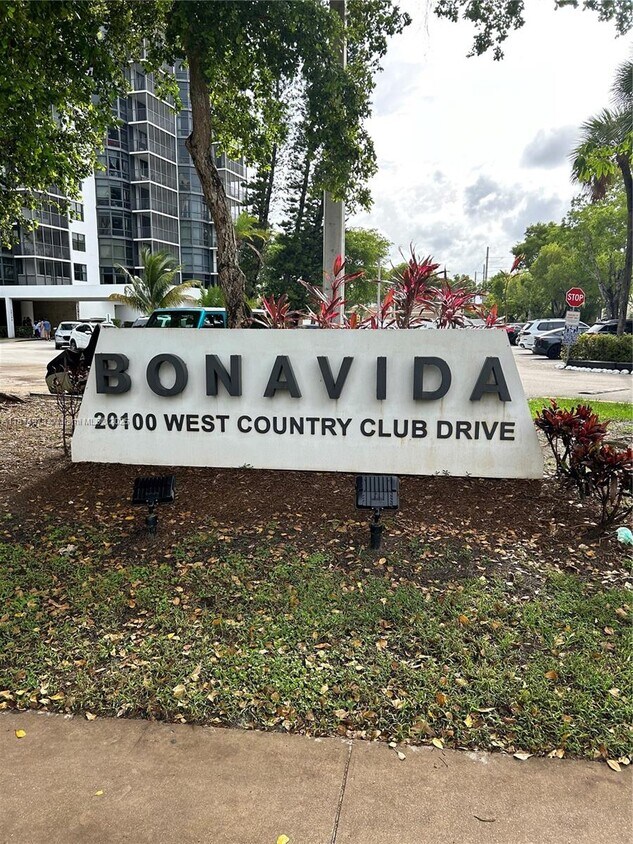 BONAVIDA
20100 WEST COUNTRY CLUB DRIVE
STOP